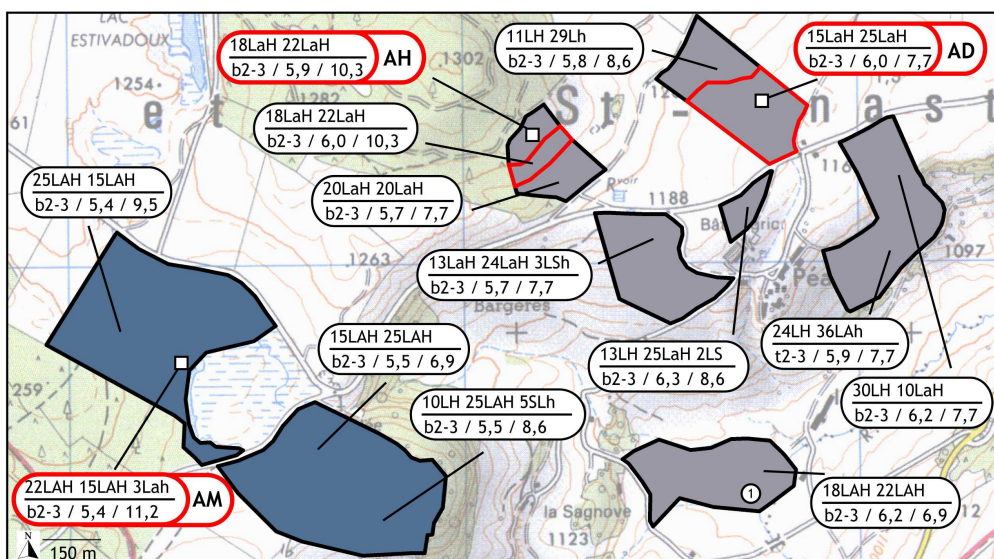 LAC
ESTIVADOUX
1254
1302
1282
61
e t
St - nast
18LaH 22LaH
b2-3 / 5,9 / 10,3
AH
11LH 29Lh
b2-3 / 5,8 / 8,6
15LaH 25LaH
b2-3 / 6,0 / 7,7
AD
18LaH 22LaH
b2-3 / 6,0 / 10,3
25LAH 15LAH
b2-3 / 5,4 / 9,5
20LaH 20LaH
b2-3 / 5,7 / 7,7
Rvoir
1188
116
1263
13LaH 24LaH 3LSh
b2-3 / 5,7 / 7,7
Bargères
1097
15LAH 25LAH
b2-3 / 5,5 / 6,9
13LH 25LaH 2LS
b2-3 / 6,3 / 8,6
24LH 36LAh
t2-3 / 5,9 / 7,7
259
10LH 25LAH 5SLh
b2-3 / 5,5 / 8,6
30LH 10LaH
b2-3 / 6,2 / 7,7
22LAH 15LAH 3Lah
b2-3 / 5,4 / 11,2
AM
1
18LAH 22LAH
b2-3 / 6,2 / 6,9
la Sagnove
1123
12
N
150 m